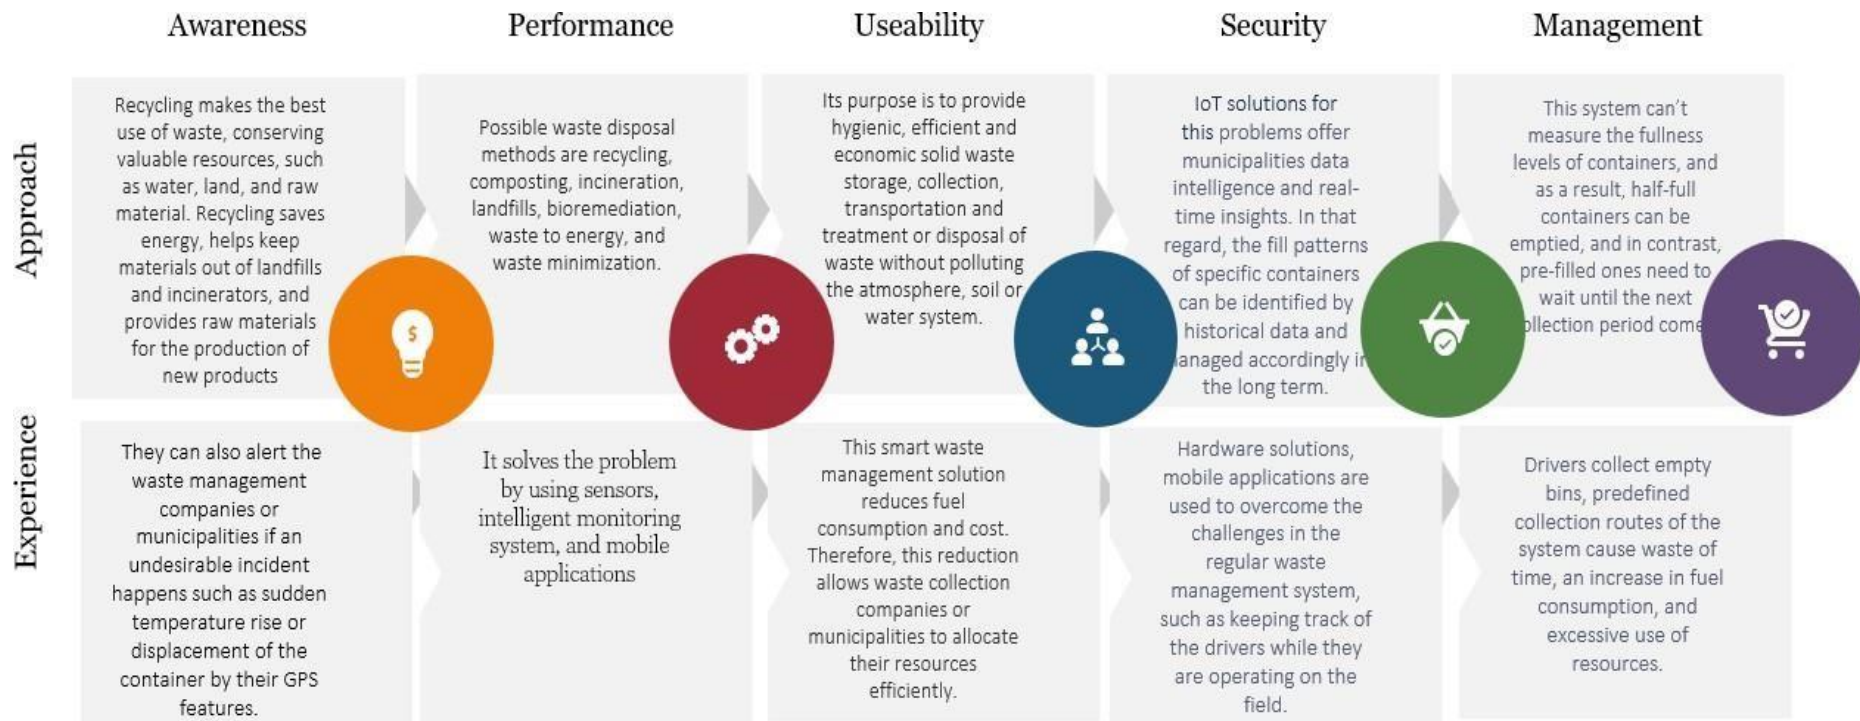 Awareness
Performance
Useability
Security
Management
Approach
Recycling makes the best
use of waste, conserving
valuable resources, such
as water, land, and raw
material. Recycling saves
energy, helps keep
materials out of landfills
and incinerators, and
provides raw materials
for the production of
new products
Possible waste disposal
methods are recycling,
composting, incineration,
landfills, bioremediation,
waste to energy, and
waste minimization.
Its purpose is to provide
hygienic, efficient and
economic solid waste
storage, collection,
transportation and
treatment or disposal of
waste without polluting
the atmosphere, soil or
water system.
IoT solutions for
this problems offer
municipalities data
intelligence and real-
time insights. In that
regard, the fill patterns
of specific containers
can be identified by
historical data and
anaged accordingly in
the long term.
This system can't
measure the fullness
levels of containers, and
as a result, half-full
containers can be
emptied, and in contrast,
pre-filled ones need to
wait until the next
ollection period come
$
Experience
They can also alert the
waste management
companies or
municipalities if an
undesirable incident
happens such as sudden
temperature rise or
displacement of the
container by their GPS
features.
It solves the problem
by using sensors,
intelligent monitoring
system, and mobile
applications
This smart waste
management solution
reduces fuel
consumption and cost.
Therefore, this reduction
allows waste collection
companies or
municipalities to allocate
their resources
efficiently.
Hardware solutions,
mobile applications are
used to overcome the
challenges in the
regular waste
management system,
such as keeping track of
the drivers while they
are operating on the
field.
Drivers collect empty
bins, predefined
collection routes of the
system cause waste of
time, an increase in fuel
consumption, and
excessive use of
resources.